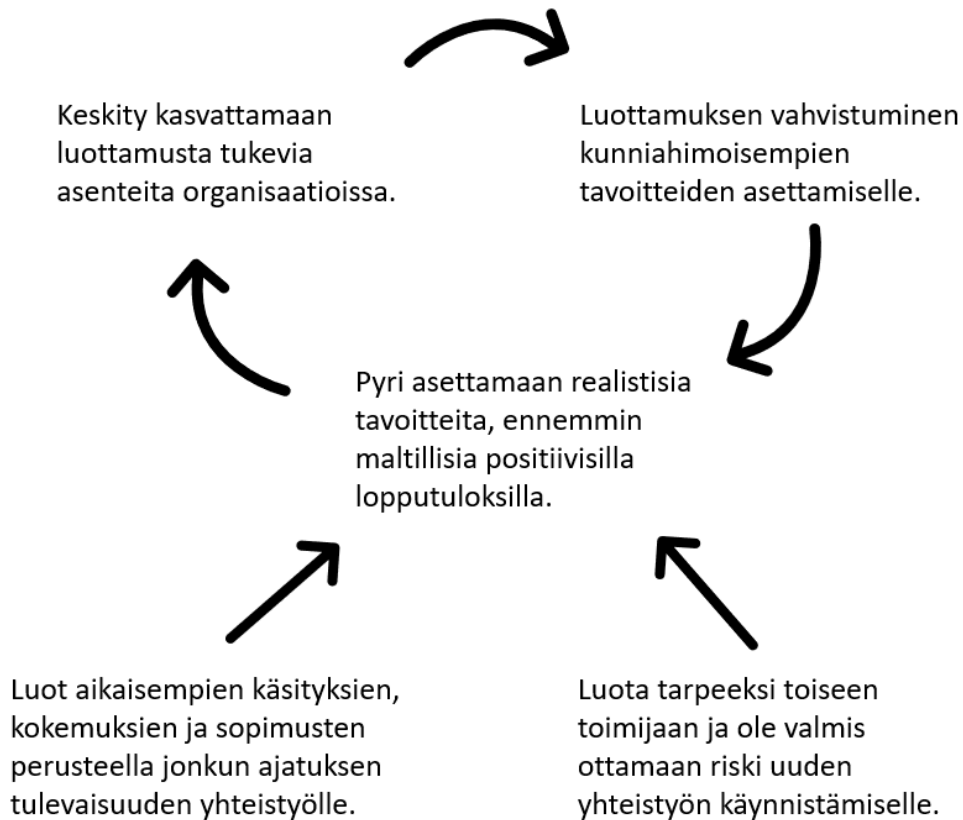 Keskity kasvattamaan
luottamusta tukevia
asenteita organisaatioissa.
Luottamuksen vahvistuminen
kunniahimoisempien
tavoitteiden asettamiselle.
Pyri asettamaan realistisia
tavoitteita, ennemmin
maltillisia positiivisilla
lopputuloksilla.
Luot aikaisempien käsityksien,
kokemuksien ja sopimusten
perusteella jonkun ajatuksen
tulevaisuuden yhteistyölle.
Luota tarpeeksi toiseen
toimijaan ja ole valmis
ottamaan riski uuden
yhteistyön käynnistämiselle.